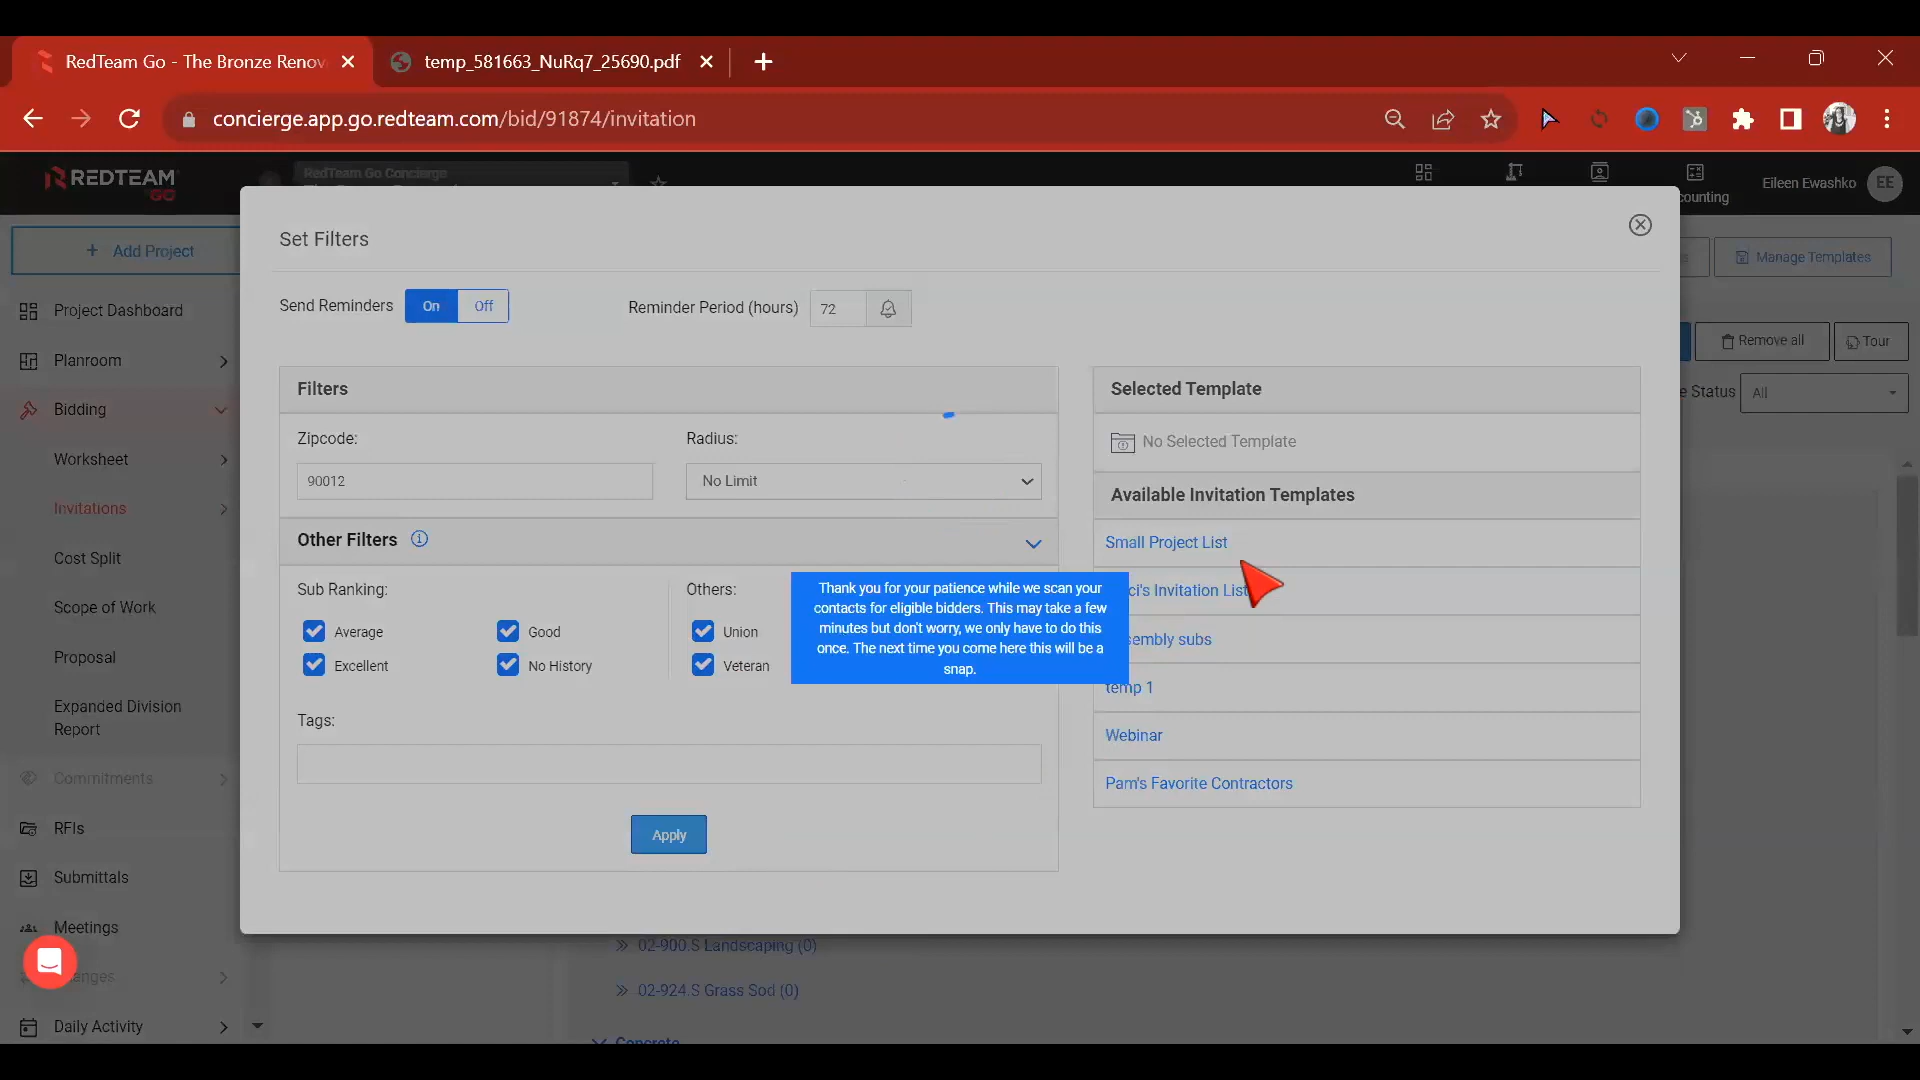 RedTeam Go - The Bronze Renov
temp_581663_NuRq7_25690.pdf
concierge.app.go.redteam.com/bid/91874/invitation
REDTEAM
GO
RedTeam Go Concierge
counting
Eileen Ewashko
EE
Add Project
Manage Templates
Project Dashboard
Planroom
Bidding
Worksheet
Invitations
Cost Split
Scope of Work
Proposal
Expanded Division
Report
Commitments
RFIs
Submittals
Meetings
anges
Daily Activity
Remove all
Tour
e Status
All
Set Filters
Send Reminders
On
Off
Reminder Period (hours)
72
Filters
Zipcode:
Radius:
90012
No Limit
Other Filters
Sub Ranking:
Others:
Average
Good
Union
Excellent
No History
Veteran
Tags:
Apply
Thank you for your patience while we scan your
contacts for eligible bidders. This may take a few
minutes but don't worry, we only have to do this
once. The next time you come here this will be a
snap.
Selected Template
No Selected Template
Available Invitation Templates
Small Project List
ci's Invitation List
sembly subs
temp 1
Webinar
Pam's Favorite Contractors
02-900.S Landscaping (0)
02-924.S Grass Sod (0)
Concrete